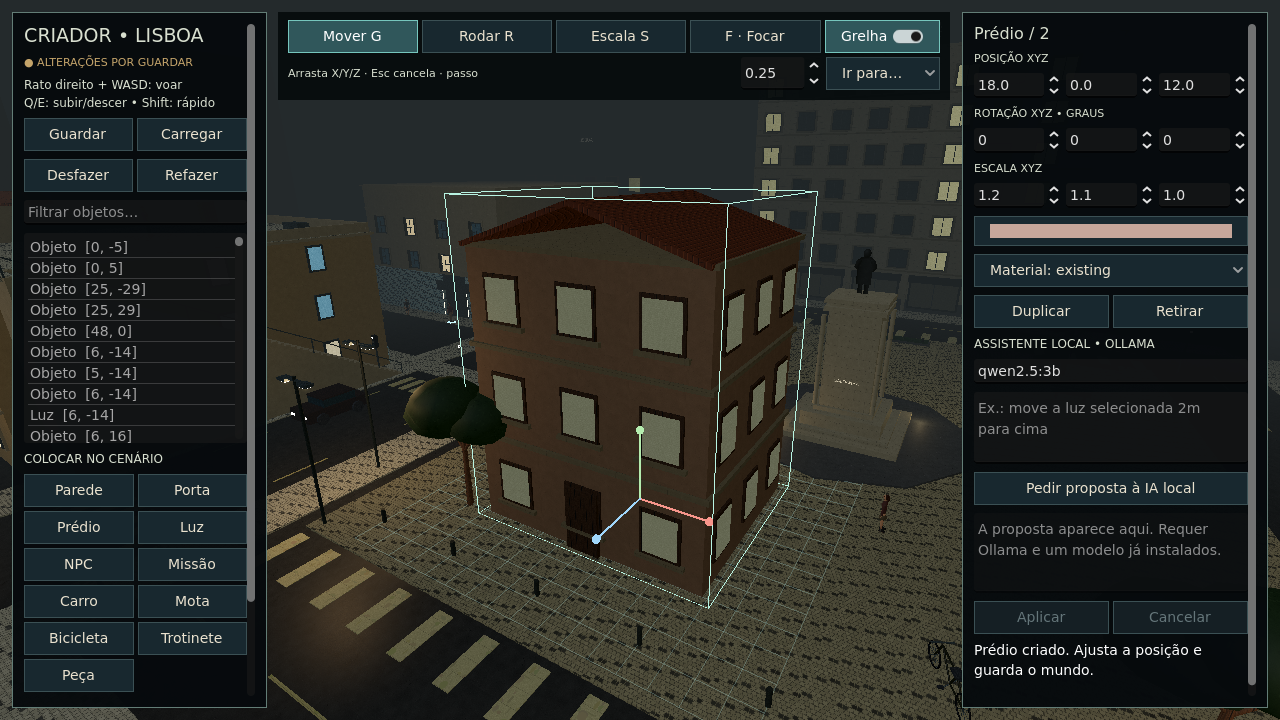 CRIADOR • LISBOA
● ALTERAÇÕES POR GUARDAR
Rato direito + WASD: voar
Q/E: subir/descer • Shift: rápido
Guardar
Carregar
Desfazer
Refazer
Filtrar objetos...
Objeto [0, -5]
Objeto [0, 5]
Objeto [25, -29]
Objeto [25, 29]
Objeto [48, 0]
Objeto [6, -14]
Objeto [5, -14]
Objeto [6, -14]
Luz [6, -14]
Objeto [6, 16]
COLOCAR NO CENÁRIO
Parede
Porta
Prédio
Luz
NPC
Missão
Carro
Mota
Bicicleta
Trotinete
Peça
Mover G
Rodar R
Escala S
F · Focar
Grelha
Arrasta X/Y/Z · Esc cancela · passo
0.25
Ir para...
Prédio / 2
POSIÇÃO XYZ
18.0
0.0
12.0
ROTAÇÃO XYZ • GRAUS
0
0
0
ESCALA XYZ
1.2
1.1
1.0
Material: existing
Duplicar
Retirar
ASSISTENTE LOCAL • OLLAMA
qwen2.5:3b
Ex.: move a luz selecionada 2m
para cima
Pedir proposta à IA local
A proposta aparece aqui. Requer
Ollama e um modelo já instalados.
Aplicar
Cancelar
Prédio criado. Ajusta a posição e
guarda o mundo.